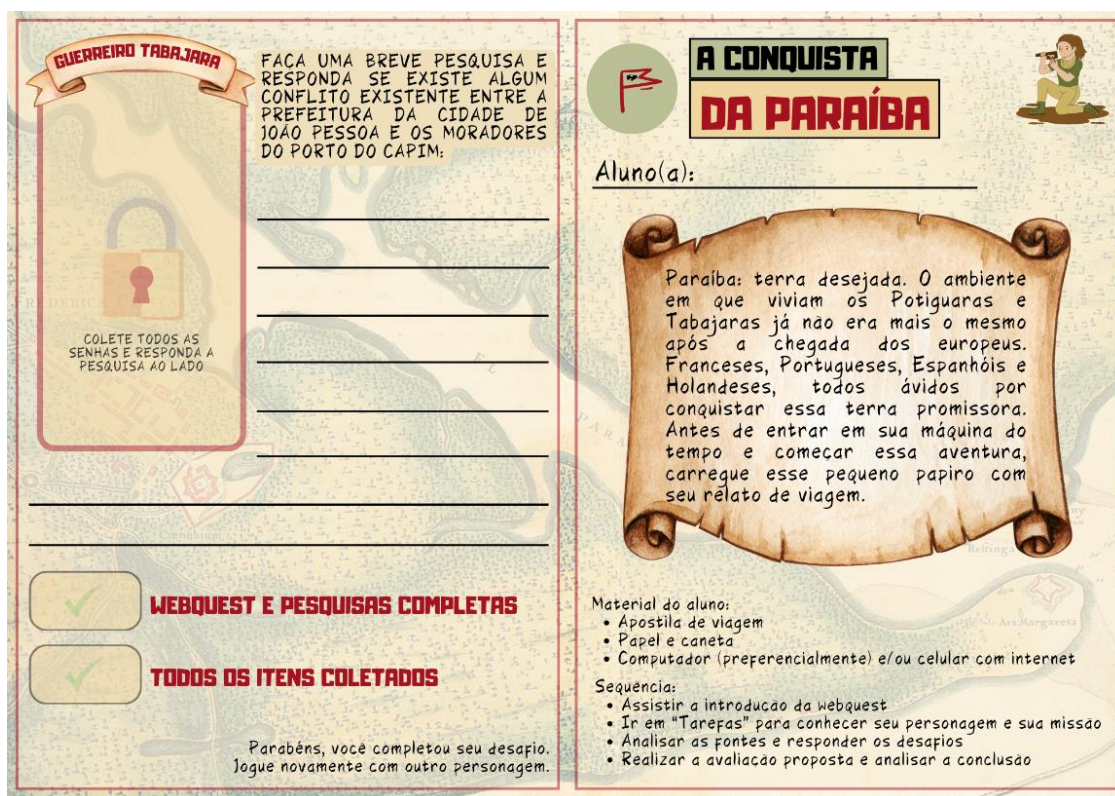 GUERREIRO TABAJARA
FAÇA UMA BREVE PESQUISA E
RESPONDA SE EXISTE ALGUM
CONFLITO EXISTENTE ENTRE A
PREFEITURA DA CIDADE DE
JOÃO PESSOA E OS MORADORES
DO PORTO DO CAPIM:
COLETE TODOS AS
SENHAS E RESPONDA A
PESQUISA AO LADO
WEBQUEST E PESQUISAS COMPLETAS
TODOS OS ITENS COLETADOS
Parabéns, você completou seu desafio.
Jogue novamente com outro personagem.
A CONQUISTA
DA PARAÍBA
Aluno(a):
Paraíba: terra desejada. O ambiente
em que viviam os Potiguaras e
Tabajaras já não era mais o mesmo
após a chegada dos europeus.
Franceses, Portugueses, Espanhóis e
Holandeses, todos ávidos por
conquistar essa terra promissora.
Antes de entrar em sua máquina do
tempo e começar essa aventura,
carregue esse pequeno papiro com
seu relato de viagem.
Material do aluno:
• Apostila de viagem
• Papel e caneta
• Computador (preferencialmente) e/ou celular com internet
Sequência:
• Assistir a introdução da webquest
• Ir em "Tarefas" para conhecer seu personagem e sua missão
• Analisar as fontes e responder os desafios
• Realizar a avaliação proposta e analisar a conclusão